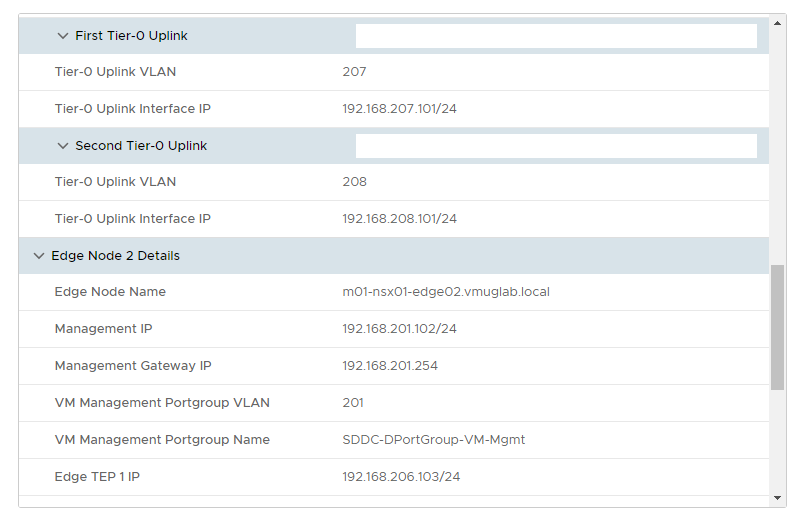 First Tier-0 Uplink
Tier-0 Uplink VLAN 207
Tier-0 Uplink Interface IP 192.168.207.101/24
Second Tier-0 Uplink
Tier-0 Uplink VLAN 208
Tier-0 Uplink Interface IP 192.168.208.101/24
Edge Node 2 Details
Edge Node Name m01-nsx01-edge02.vmuglab.local
Management IP 192.168.201.102/24
Management Gateway IP 192.168.201.254
VM Management Portgroup VLAN 201
VM Management Portgroup Name SDDC-DPortGroup-VM-Mgmt
Edge TEP 1 IP 192.168.206.103/24